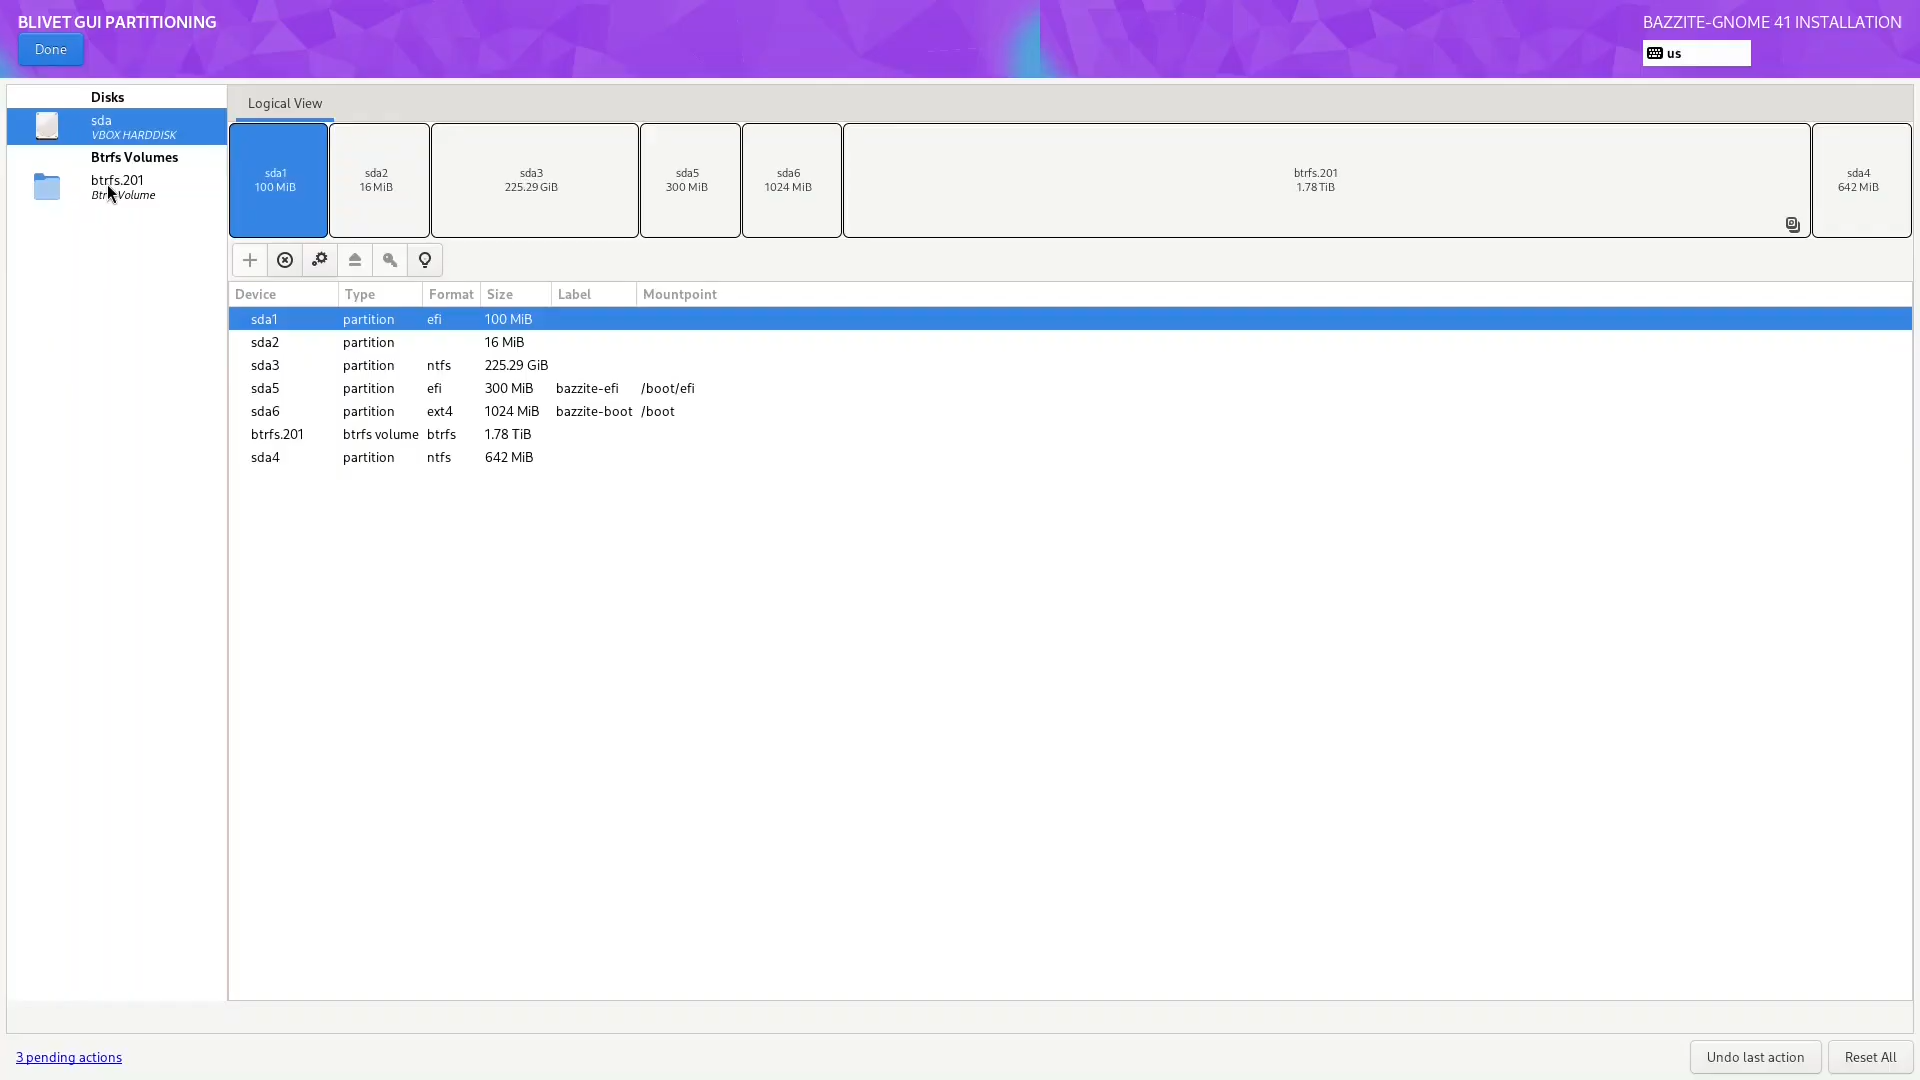 BLIVET GUI PARTITIONING
BAZZITE-GNOME 41 INSTALLATION
Done
us
Disks
sda
VBOX HARDDISK
Btrfs Volumes
btrfs.201
Volume
Logical View
sda1
100 MiB
sda2
16 MiB
sda3
225.29 GiB
sda5
300 MiB
sda6
1024 MiB
btrfs.201
1.78 TiB
sda4
642 MiB
Device Type Format Size Label Mountpoint
sda1 partition efi 100 MiB
sda2 partition 16 MiB
sda3 partition ntfs 225.29 GiB
sda5 partition efi 300 MiB bazzite-efi /boot/efi
sda6 partition ext4 1024 MiB bazzite-boot /boot
btrfs.201 btrfs volume btrfs 1.78 TiB
sda4 partition ntfs 642 MiB
3 pending actions
Undo last action
Reset All